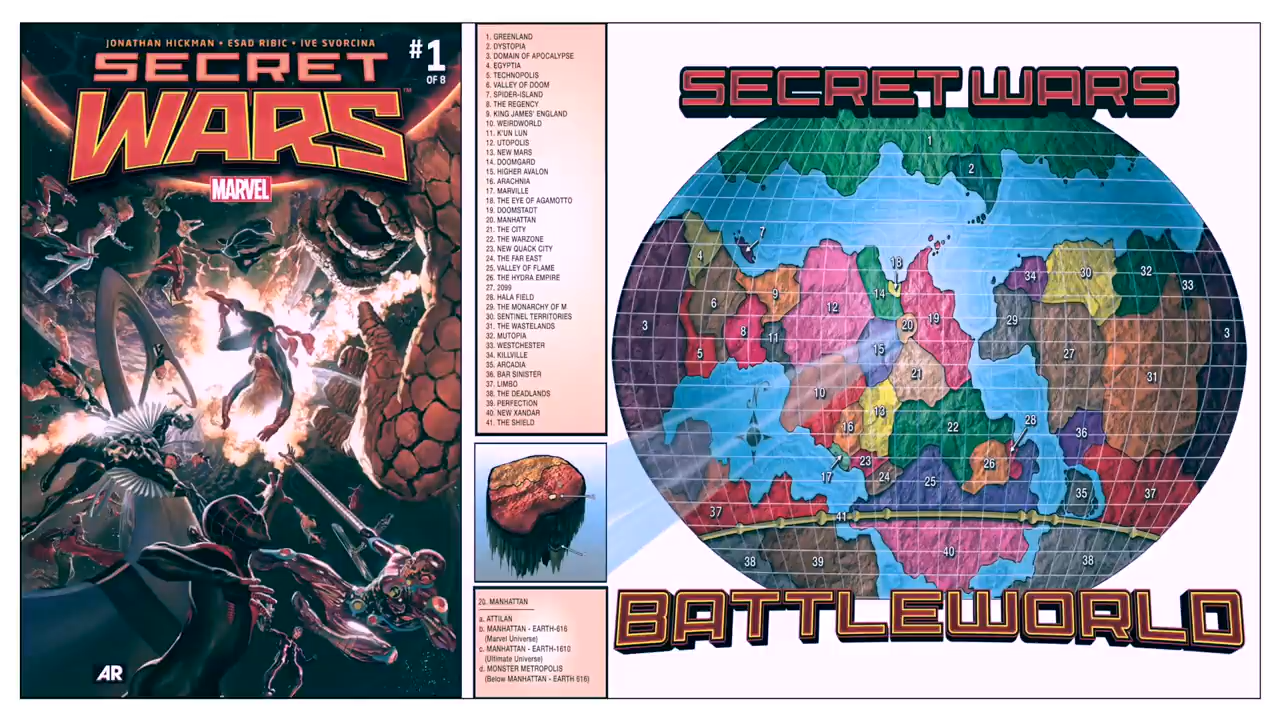 JONATHAN HICKMAN • ESAD RIBIC • IVE SVORCINA
SECRET
WARS™
#1
OF 8
MARVEL
AR
1. GREENLAND
2. DYSTOPIA
3. DOMAIN OF APOCALYPSE
4. EGYPTIA
5. TECHNOPOLIS
6. VALLEY OF DOOM
7. SPIDER-ISLAND
8. THE REGENCY
9. KING JAMES' ENGLAND
10. WEIRDWORLD
11. K'UN LUN
12. UTOPOLIS
13. NEW MARS
14. DOOMGARD
15. HIGHER AVALON
16. ARACHNIA
17. MARVILLE
18. THE EYE OF AGAMOTTO
19. DOOMSTADT
20. MANHATTAN
21. THE CITY
22. THE WARZONE
23. NEW QUACK CITY
24. THE FAR EAST
25. VALLEY OF FLAME
26. THE HYDRA EMPIRE
27. 2099
28. HALA FIELD
29. THE MONARCHY OF M
30. SENTINEL TERRITORIES
31. THE WASTELANDS
32. MUTOPIA
33. WESTCHESTER
34. KILLVILLE
35. ARCADIA
36. BAR SINISTER
37. LIMBO
38. THE DEADLANDS
39. PERFECTION
40. NEW XANDAR
41. THE SHIELD
20. MANHATTAN
a. ATTILAN
b. MANHATTAN - EARTH-616
(Marvel Universe)
c. MANHATTAN - EARTH-1610
(Ultimate Universe)
d. MONSTER METROPOLIS
(Below MANHATTAN - EARTH 616)
SECRET WARS
1
2
7
4
18
34
30
32
33
6
9
12
14
19
20
29
3
8
11
15
27
3
5
21
31
10
13
16
22
28
36
17
23
24
25
26
35
37
37
41
38
39
40
38
BATTLEWORLD